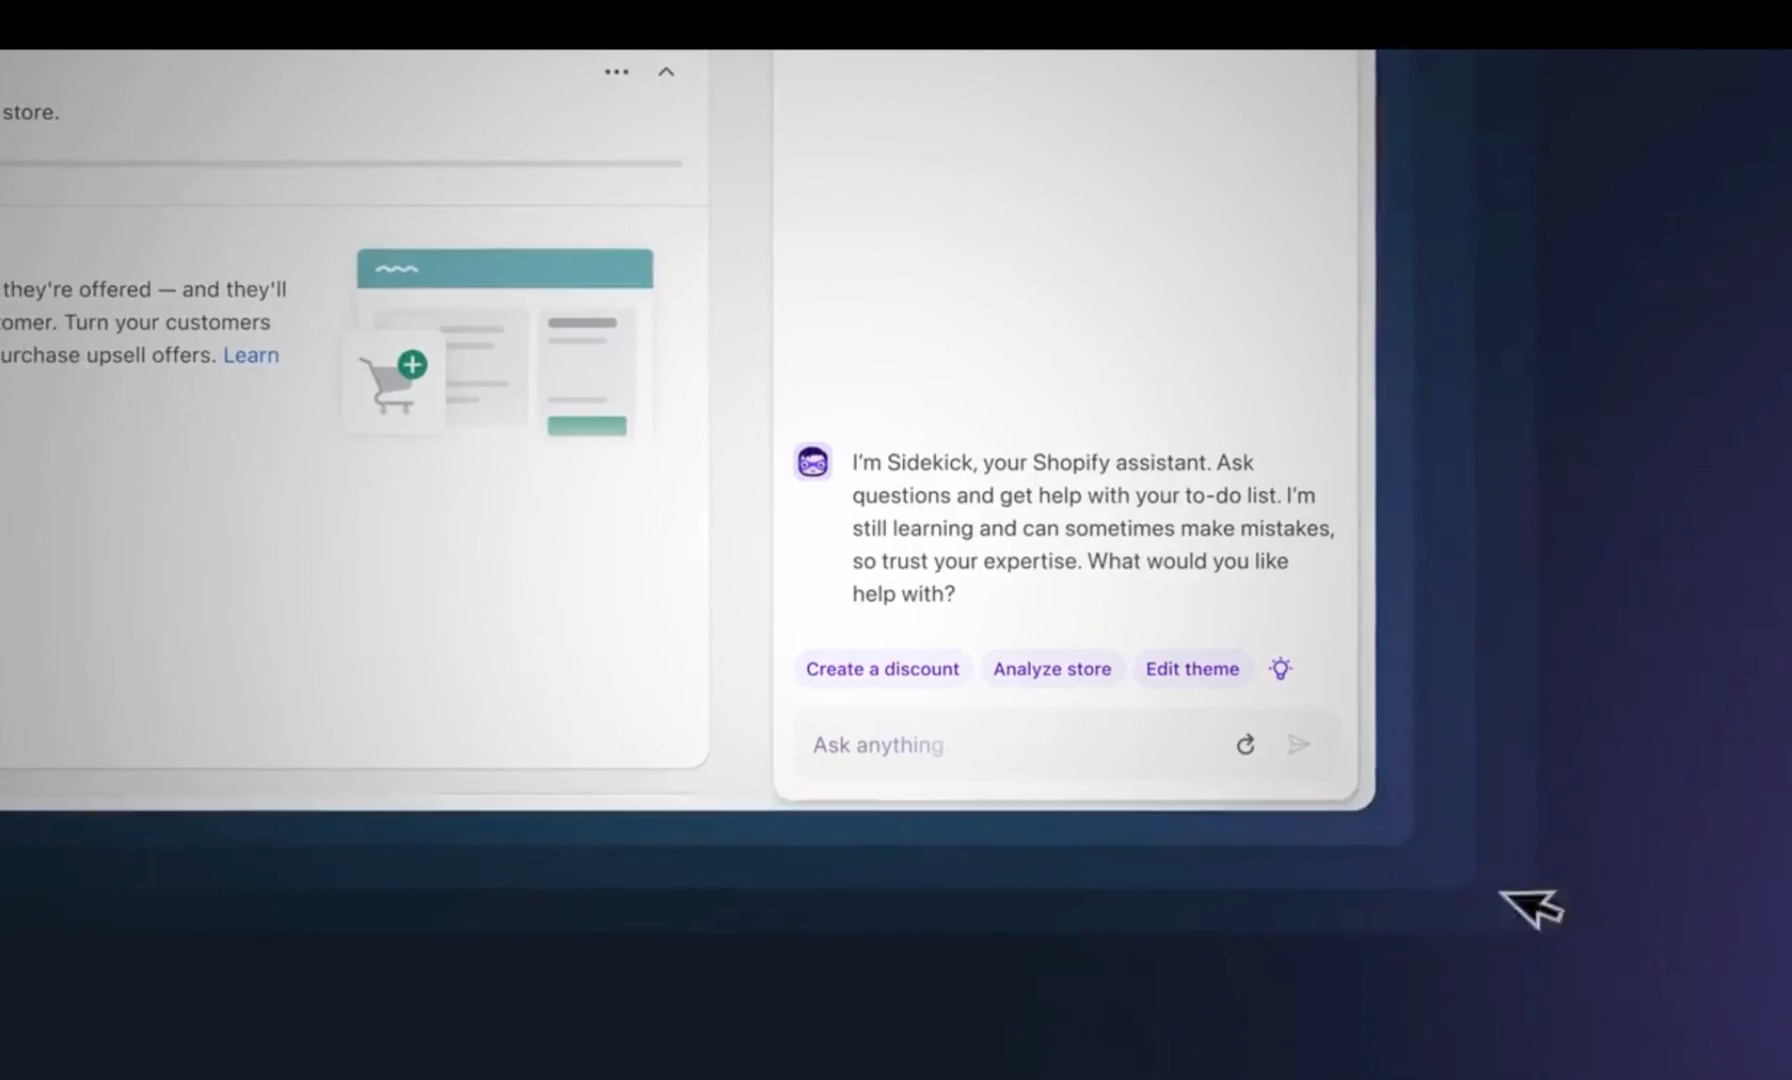 store.
they're offered — and they'll
omer. Turn your customers
urchase upsell offers. Learn
I'm Sidekick, your Shopify assistant. Ask
questions and get help with your to-do list. I'm
still learning and can sometimes make mistakes,
so trust your expertise. What would you like
help with?
Create a discount Analyze store Edit theme
Ask anything